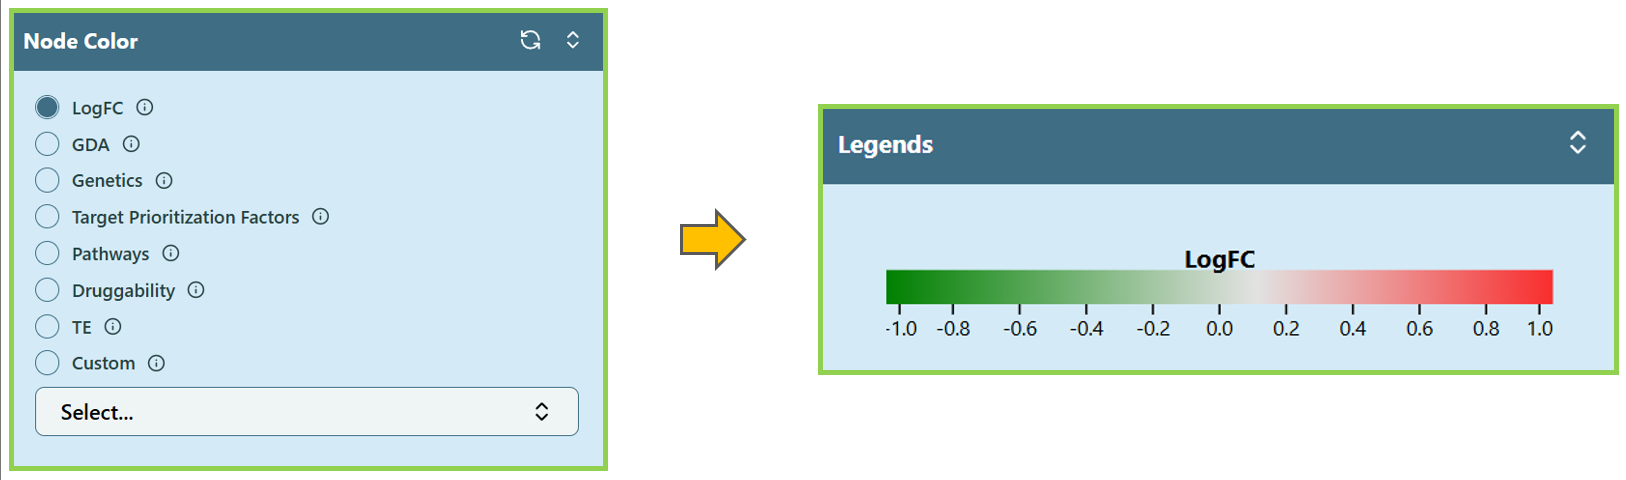 Node Color
LogFC
GDA
Genetics
Target Prioritization Factors
Pathways
Druggability
TE
Custom
Select...
Legends
LogFC
-1.0 -0.8 -0.6 -0.4 -0.2 0.0 0.2 0.4 0.6 0.8 1.0